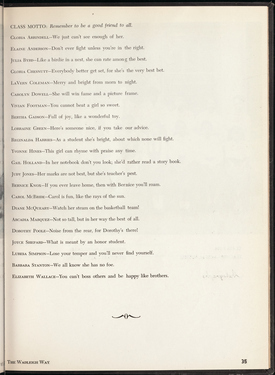 CLASS MOTTO: Remember to be a good friend to all.
GLORIA ARMSHELL—We just can't see enough of her.
ELAINE ANDERSON—Don't ever fight unless you're in the right.
JULIA BYRD—Like a birdie in a nest, she can rate among the best.
GLORIA CHESNUTT—Everybody better get set, for she's the very best bet.
LAVERN COLEMAN—Merry and bright from noon to night.
CAROLYN DOWELL—She will win fame and a picture frame.
VIVIAN FOOTMAN—You cannot beat a girl so sweet.
SERITHA GASKIN—Full of joy, like a wonderful toy.
LORRAINE GREEN—Here's someone nice, if you take any advice.
REGINALDA HARRIS—As a student she's bright, about which none will fight.
YVONNE HINES—This girl can rhyme with praise any time.
GAIL HOLLAND—In her notebook don't you look, she'd rather read a story book.
JUDY JONES—Her marks are not best, but she's teacher's pest.
BERNICE KNOX—If you ever leave home, then with Bernice you'll roam.
CAROL MCBRIDE—Carol is fun, like the rays of the sun.
DIANE MCQUEARY—Watch her steam on the basketball team!
ARCADIA MARQUEZ—Not so tall, but in her way the best of all.
DOROTHY POOLE—Noise from the rear, for Dorothy's there!
JOYCE SHEPARD—What is meant by an honor student.
LUEBIA SIMPSON—Lose your temper and you'll never find yourself.
BARBARA STANTON—We all know she has no foe.
ELIZABETH WALLACE—You can't boss others and be happy like brothers.
THE WADLEIGH WAY
35